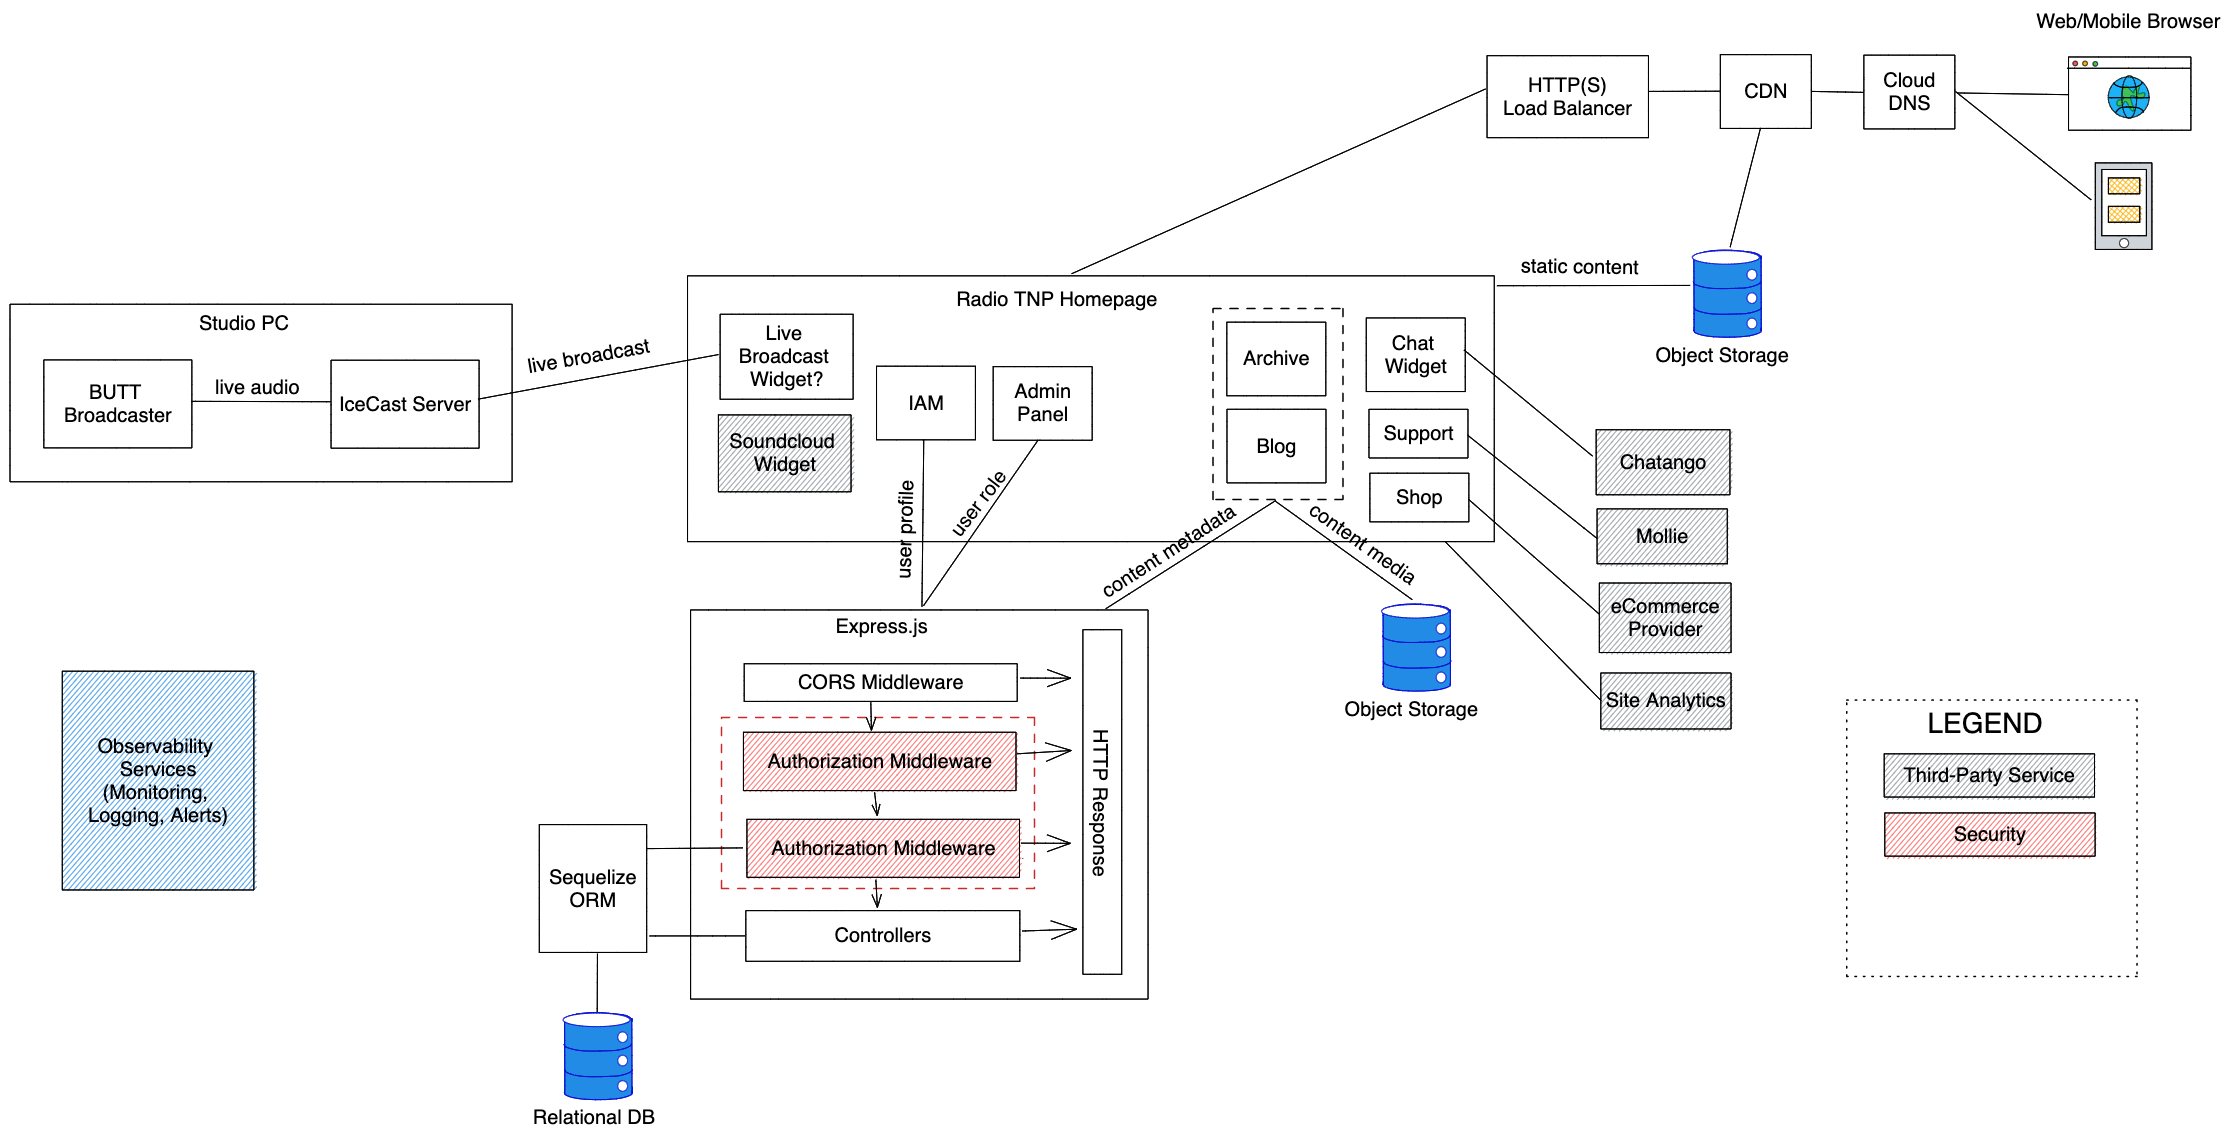 Web/Mobile Browser
HTTP(S)
Load Balancer
CDN
Cloud
DNS
static content
Object Storage
Studio PC
BUTT
Broadcaster
live audio
IceCast Server
live broadcast
Radio TNP Homepage
Live
Broadcast
Widget?
Soundcloud
Widget
IAM
Admin
Panel
Archive
Blog
Chat
Widget
Support
Shop
Chatango
Mollie
eCommerce
Provider
Site Analytics
user profile
user role
content metadata
content media
Object Storage
Express.js
CORS Middleware
Authorization Middleware
Authorization Middleware
Controllers
HTTP Response
Sequelize
ORM
Relational DB
Observability
Services
(Monitoring,
Logging, Alerts)
LEGEND
Third-Party Service
Security